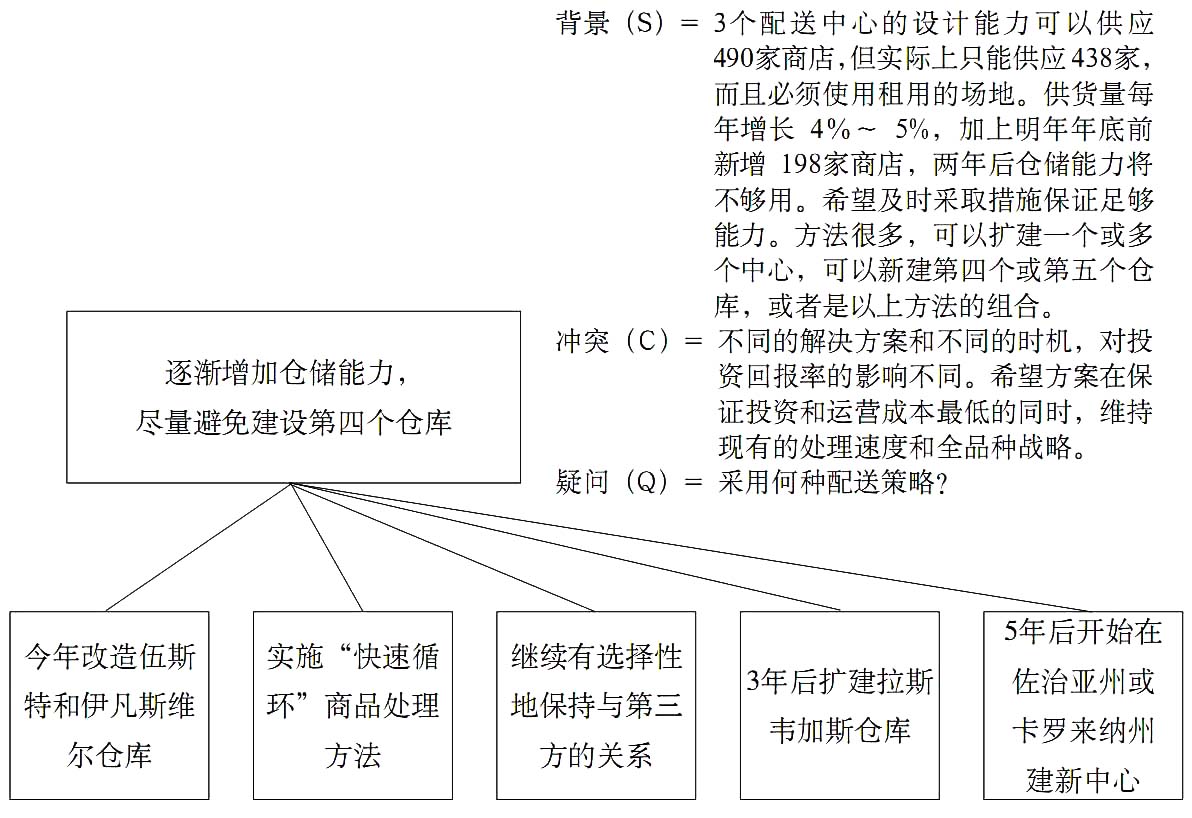 背景（S）＝ 3个配送中心的设计能力可以供应
490家商店，但实际上只能供应438家，
而且必须使用租用的场地。供货量每
年增长 4%～ 5%，加上明年年底前
新增 198家商店，两年后仓储能力将
不够用。希望及时采取措施保证足够
能力。方法很多，可以扩建一个或多
个中心，可以新建第四个或第五个仓
库，或者是以上方法的组合。
冲突（C）＝ 不同的解决方案和不同的时机，对投
资回报率的影响不同。希望方案在保
证投资和运营成本最低的同时，维持
现有的处理速度和全品种战略。
疑问（Q）＝ 采用何种配送策略？
逐渐增加仓储能力，
尽量避免建设第四个仓库
今年改造伍斯
特和伊凡斯维
尔仓库
实施“快速循
环”商品处理
方法
继续有选择性
地保持与第三
方的关系
3年后扩建拉斯
韦加斯仓库
5年后开始在
佐治亚州或
卡罗来纳州
建新中心